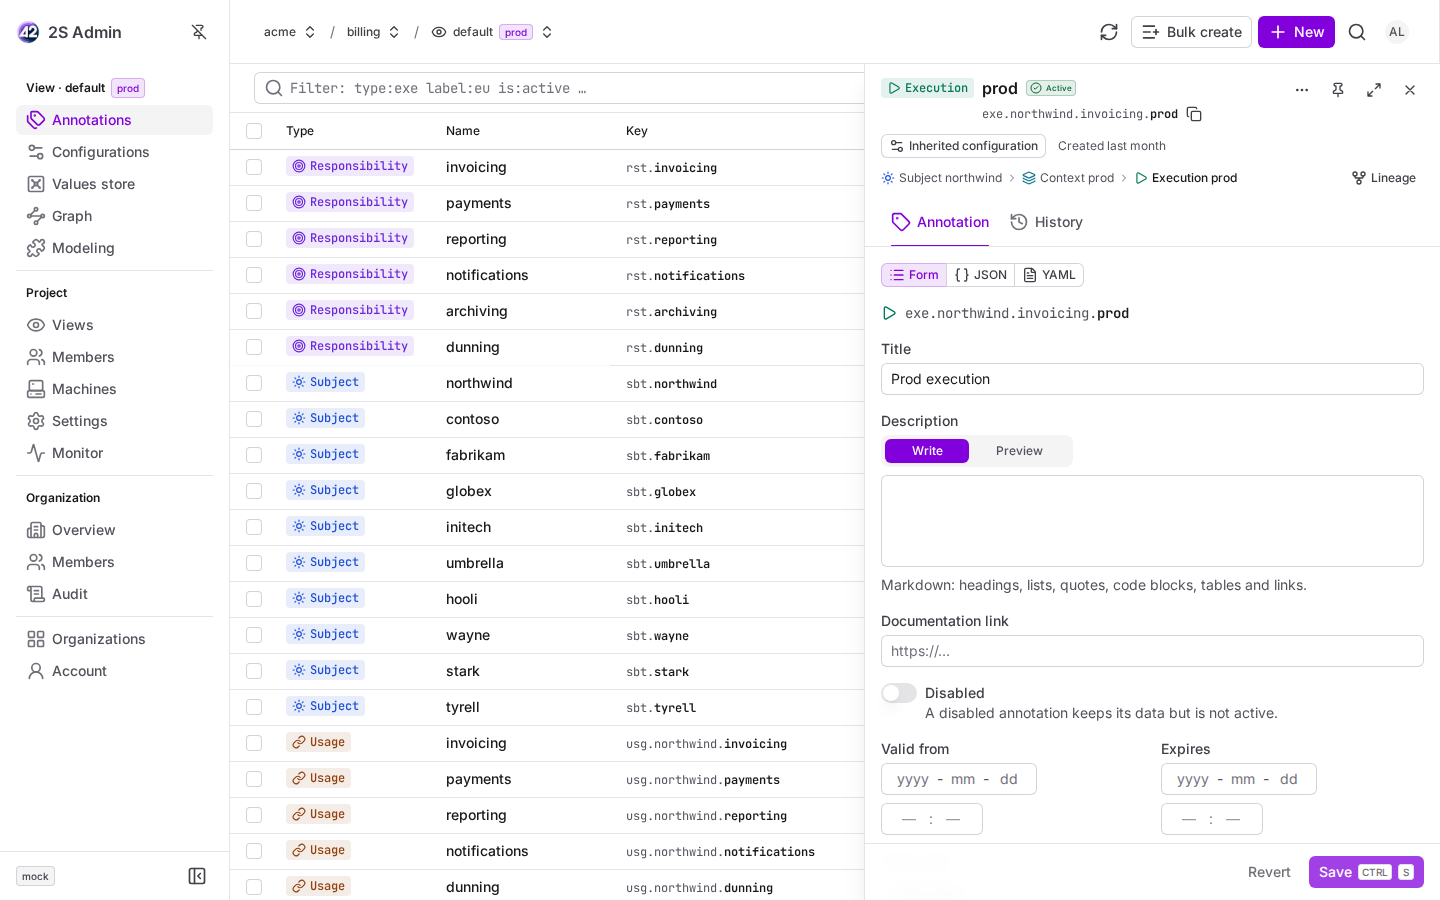 2S Admin
View · default prod
Annotations
Configurations
Values store
Graph
Modeling
Project
Views
Members
Machines
Settings
Monitor
Organization
Overview
Members
Audit
Organizations
Account
mock
acme / billing / default prod
Bulk create
New
AL
Filter: type:exe label:eu is:active …
Type Name Key
Responsibility invoicing rst.invoicing
Responsibility payments rst.payments
Responsibility reporting rst.reporting
Responsibility notifications rst.notifications
Responsibility archiving rst.archiving
Responsibility dunning rst.dunning
Subject northwind sbt.northwind
Subject contoso sbt.contoso
Subject fabrikam sbt.fabrikam
Subject globex sbt.globex
Subject initech sbt.initech
Subject umbrella sbt.umbrella
Subject hooli sbt.hooli
Subject wayne sbt.wayne
Subject stark sbt.stark
Subject tyrell sbt.tyrell
Usage invoicing usg.northwind.invoicing
Usage payments usg.northwind.payments
Usage reporting usg.northwind.reporting
Usage notifications usg.northwind.notifications
Usage dunning usg.northwind.dunning
Execution prod Active
exe.northwind.invoicing.prod
Inherited configuration Created last month
Subject northwind Context prod Execution prod Lineage
Annotation History
Form JSON YAML
exe.northwind.invoicing.prod
Title
Prod execution
Description
Write Preview
Markdown: headings, lists, quotes, code blocks, tables and links.
Documentation link
https://…
Disabled
A disabled annotation keeps its data but is not active.
Valid from Expires
yyyy - mm - dd yyyy - mm - dd
— : — — : —
Revert Save CTRL S